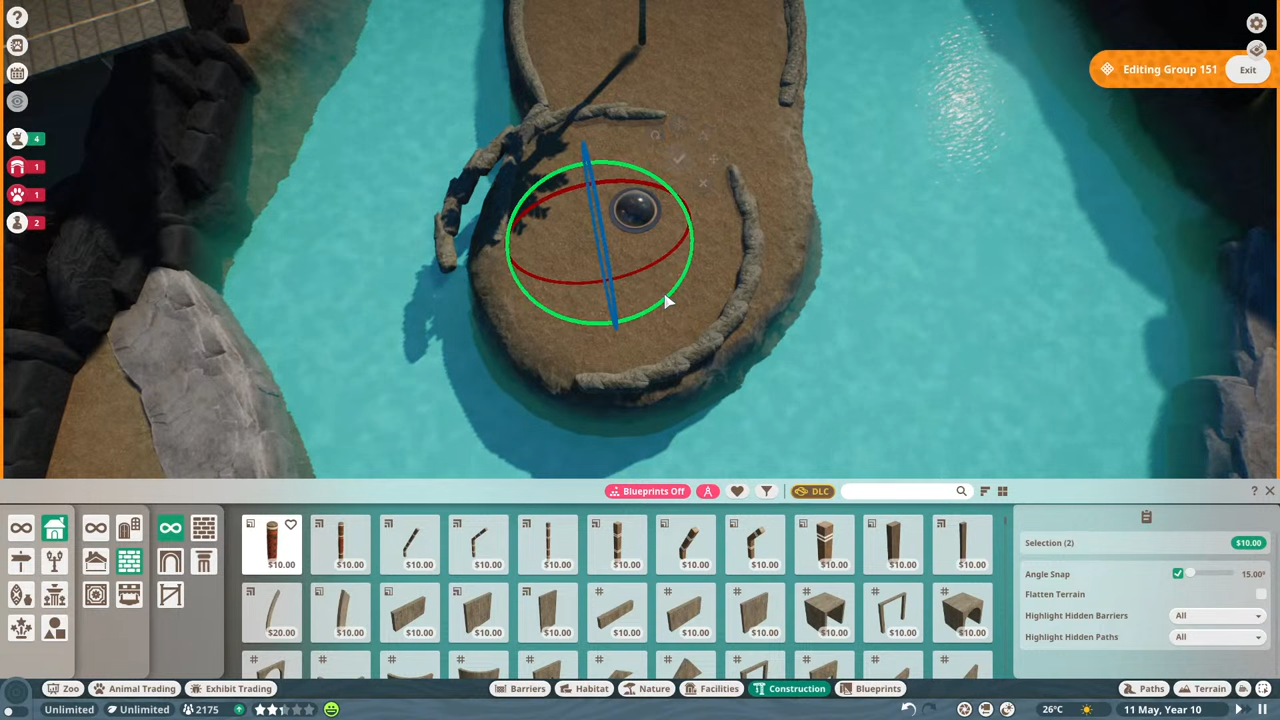 ?
Editing Group 151
Exit
4
1
1
2
Blueprints Off
DLC
? ×
$10.00 $10.00 $10.00 $10.00 $10.00 $10.00 $10.00 $10.00 $10.00 $10.00 $10.00
Selection (2) $10.00
Angle Snap 15.00°
Flatten Terrain
$20.00 $10.00 $10.00 $10.00 $10.00 $10.00 $10.00 $10.00 $10.00 $10.00 $10.00
Highlight Hidden Barriers All
Highlight Hidden Paths All
Zoo Animal Trading Exhibit Trading Barriers Habitat Nature Facilities Construction Blueprints Paths Terrain
Unlimited Unlimited 2175 26°C 11 May, Year 10